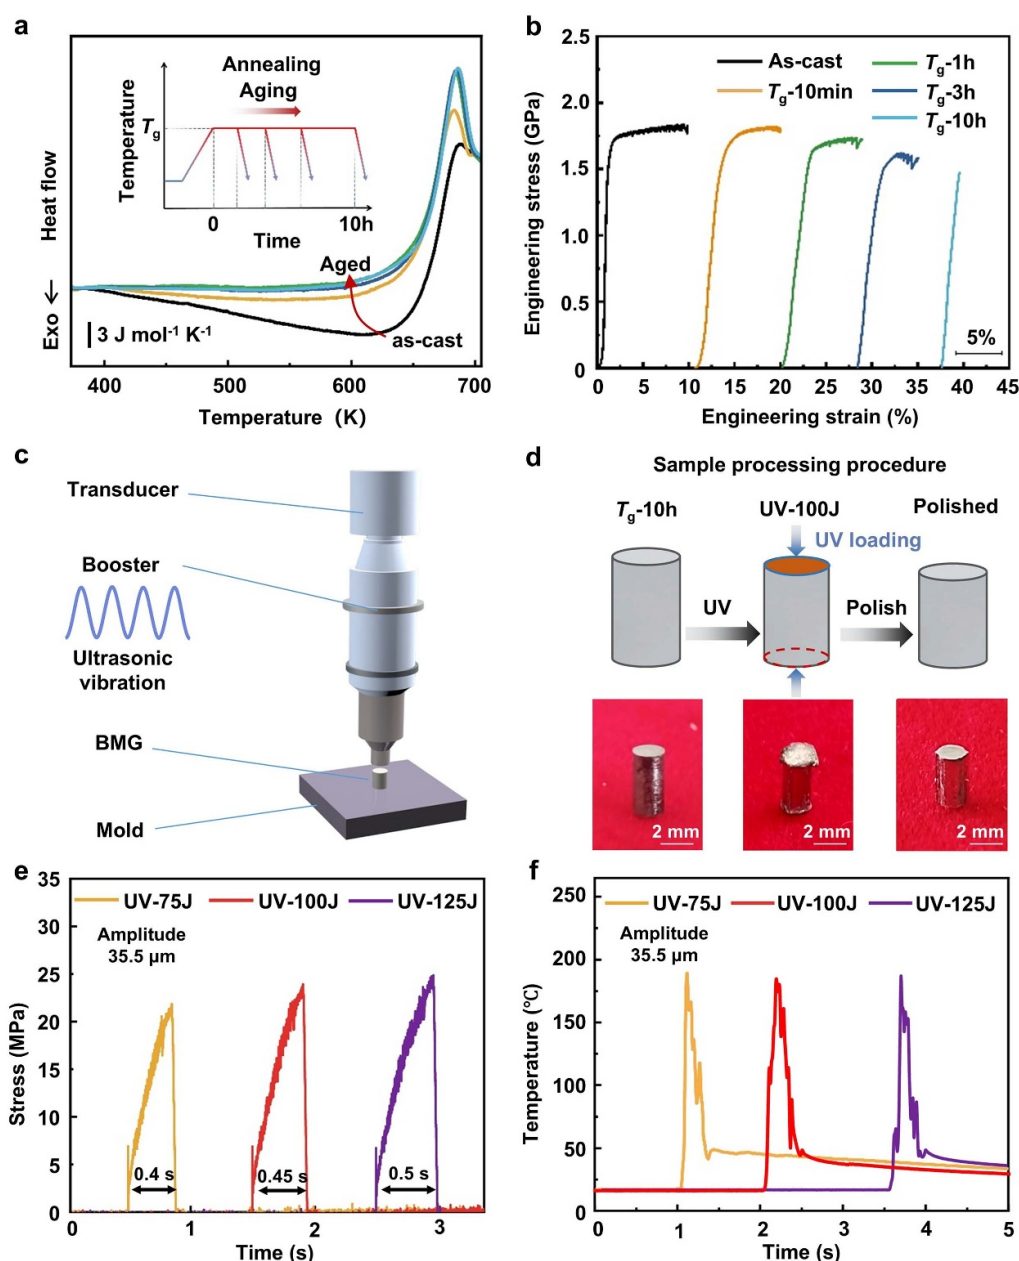 a
Annealing
Aging
Temperature
Tg
0
10h
Time
Heat flow
Exo
Aged
as-cast
3 J mol-1 K-1
400
500
600
700
Temperature (K)
b
2.5
2.0
1.5
1.0
0.5
0
As-cast
Tg-10min
Tg-1h
Tg-3h
Tg-10h
5%
Engineering stress (GPa)
0 5 10 15 20 25 30 35 40 45
Engineering strain (%)
c
Transducer
Booster
Ultrasonic
vibration
BMG
Mold
d
Sample processing procedure
Tg-10h
UV-100J
Polished
UV loading
UV
Polish
2 mm
2 mm
2 mm
e
35
30
25
20
15
10
5
0
UV-75J
UV-100J
UV-125J
Amplitude
35.5 μm
0.4 s
0.45 s
0.5 s
Stress (MPa)
0 1 2 3
Time (s)
f
250
200
150
100
50
0
UV-75J
UV-100J
UV-125J
Amplitude
35.5 μm
Temperature (℃)
0 1 2 3 4 5
Time (s)